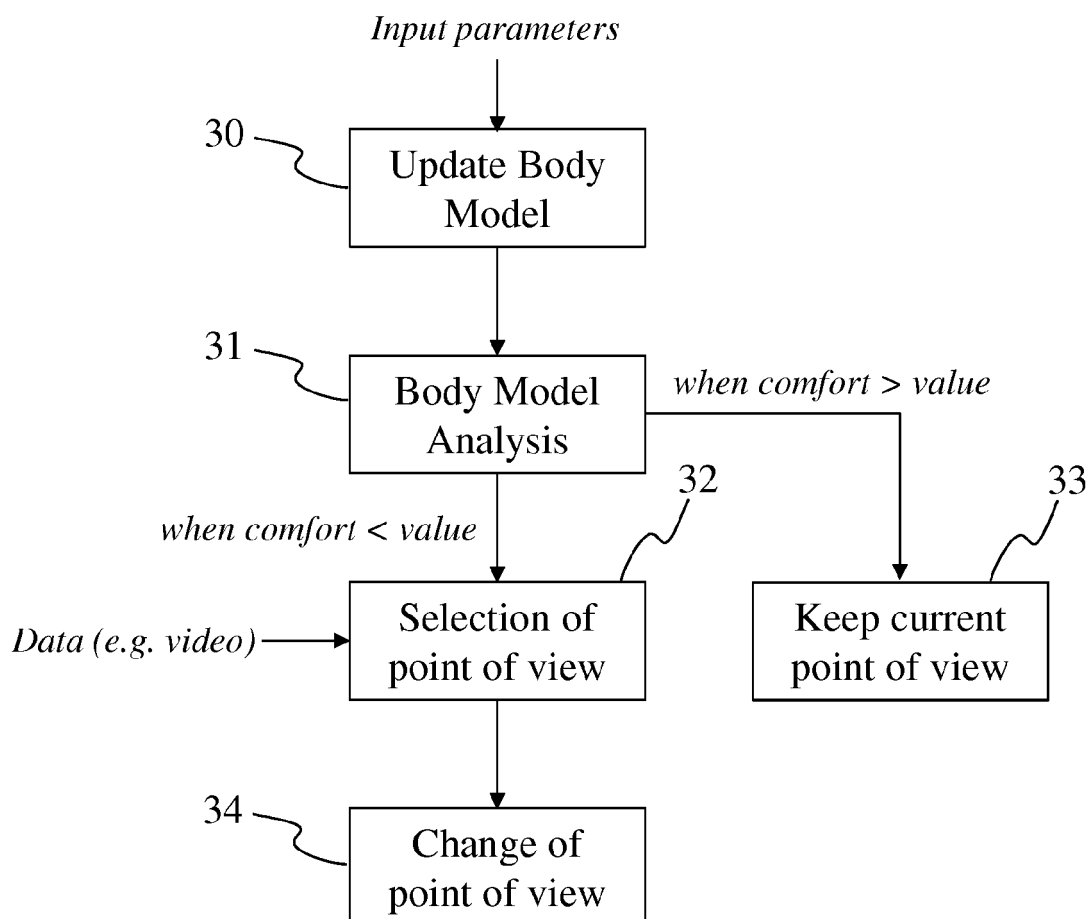 Input parameters
30
Update Body
Model
31
Body Model
Analysis
when comfort > value
when comfort < value
32
33
Data (e.g. video)
Selection of
point of view
Keep current
point of view
34
Change of
point of view